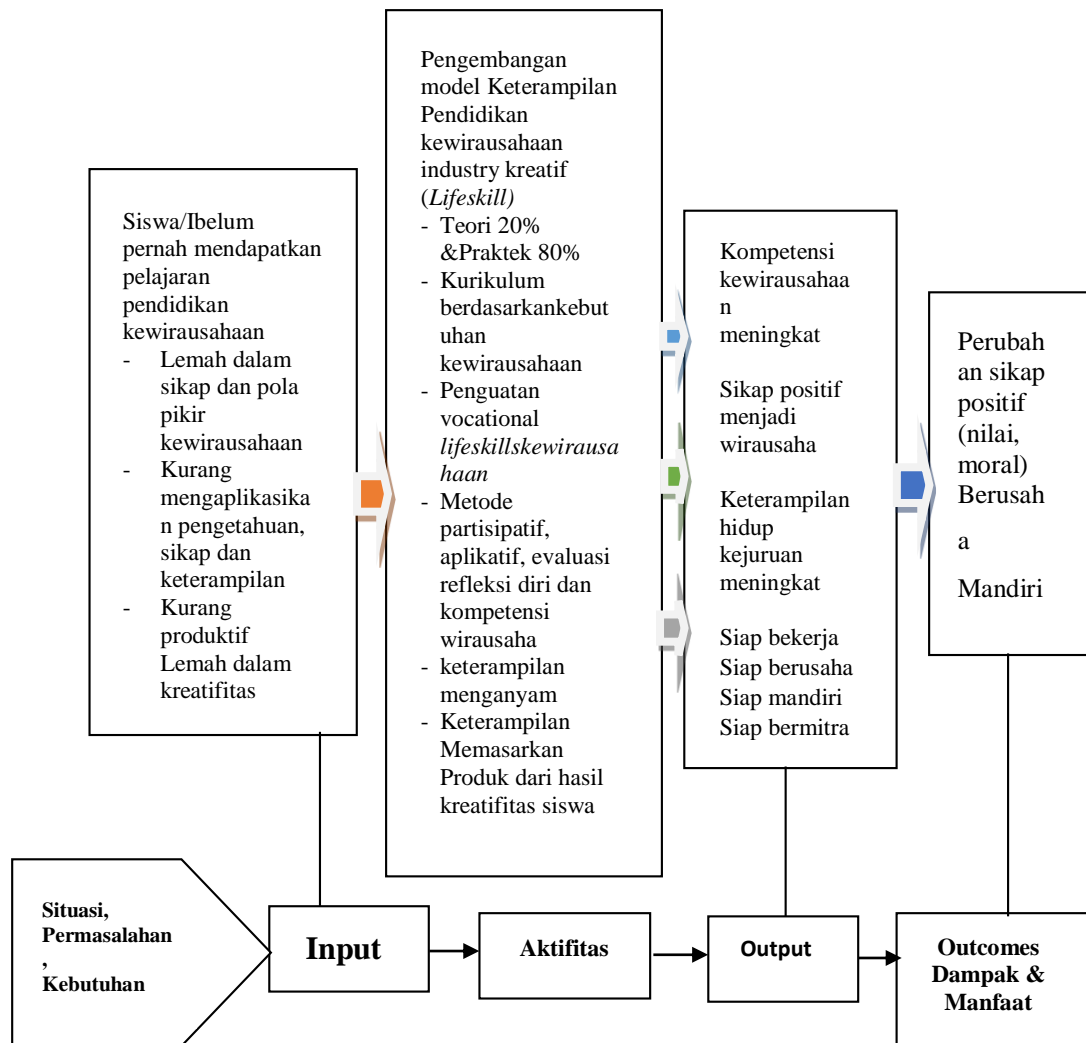 Siswa/Ibelum
pernah mendapatkan
pelajaran
pendidikan
kewirausahaan
- Lemah dalam
sikap dan pola
pikir
kewirausahaan
- Kurang
mengaplikasika
n pengetahuan,
sikap dan
keterampilan
- Kurang
produktif
Lemah dalam
kreatifitas
Pengembangan
model Keterampilan
Pendidikan
kewirausahaan
industry kreatif
(Lifeskill)
- Teori 20%
&Praktek 80%
- Kurikulum
berdasarkankebut
uhan
kewirausahaan
- Penguatan
vocational
lifeskillskewirausa
haan
- Metode
partisipatif,
aplikatif, evaluasi
refleksi diri dan
kompetensi
wirausaha
- keterampilan
menganyam
- Keterampilan
Memasarkan
Produk dari hasil
kreatifitas siswa
Kompetensi
kewirausahaa
n
meningkat
Sikap positif
menjadi
wirausaha
Keterampilan
hidup
kejuruan
meningkat
Siap bekerja
Siap berusaha
Siap mandiri
Siap bermitra
Perubah
an sikap
positif
(nilai,
moral)
Berusah
a
Mandiri
Situasi,
Permasalahan
,
Kebutuhan
Input
Aktifitas
Output
Outcomes
Dampak &
Manfaat